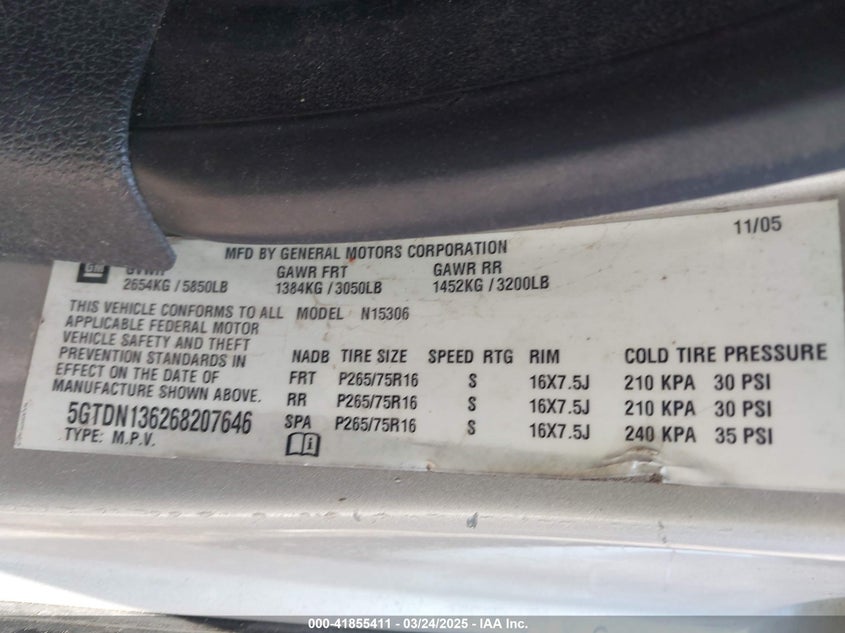 11/05
MFD BY GENERAL MOTORS CORPORATION
GM GVWR GAWR FRT GAWR RR
2654KG / 5850LB 1384KG / 3050LB 1452KG / 3200LB
THIS VEHICLE CONFORMS TO ALL MODEL N15306
APPLICABLE FEDERAL MOTOR
VEHICLE SAFETY AND THEFT
PREVENTION STANDARDS IN
EFFECT ON THE DATE OF
MANUFACTURE SHOWN ABOVE.
5GTDN136268207646
TYPE: M.P.V.
NADB TIRE SIZE SPEED RTG RIM COLD TIRE PRESSURE
FRT P265/75R16 S 16X7.5J 210 KPA 30 PSI
RR P265/75R16 S 16X7.5J 210 KPA 30 PSI
SPA P265/75R16 S 16X7.5J 240 KPA 35 PSI
000-41855411 - 03/24/2025 - IAA Inc.